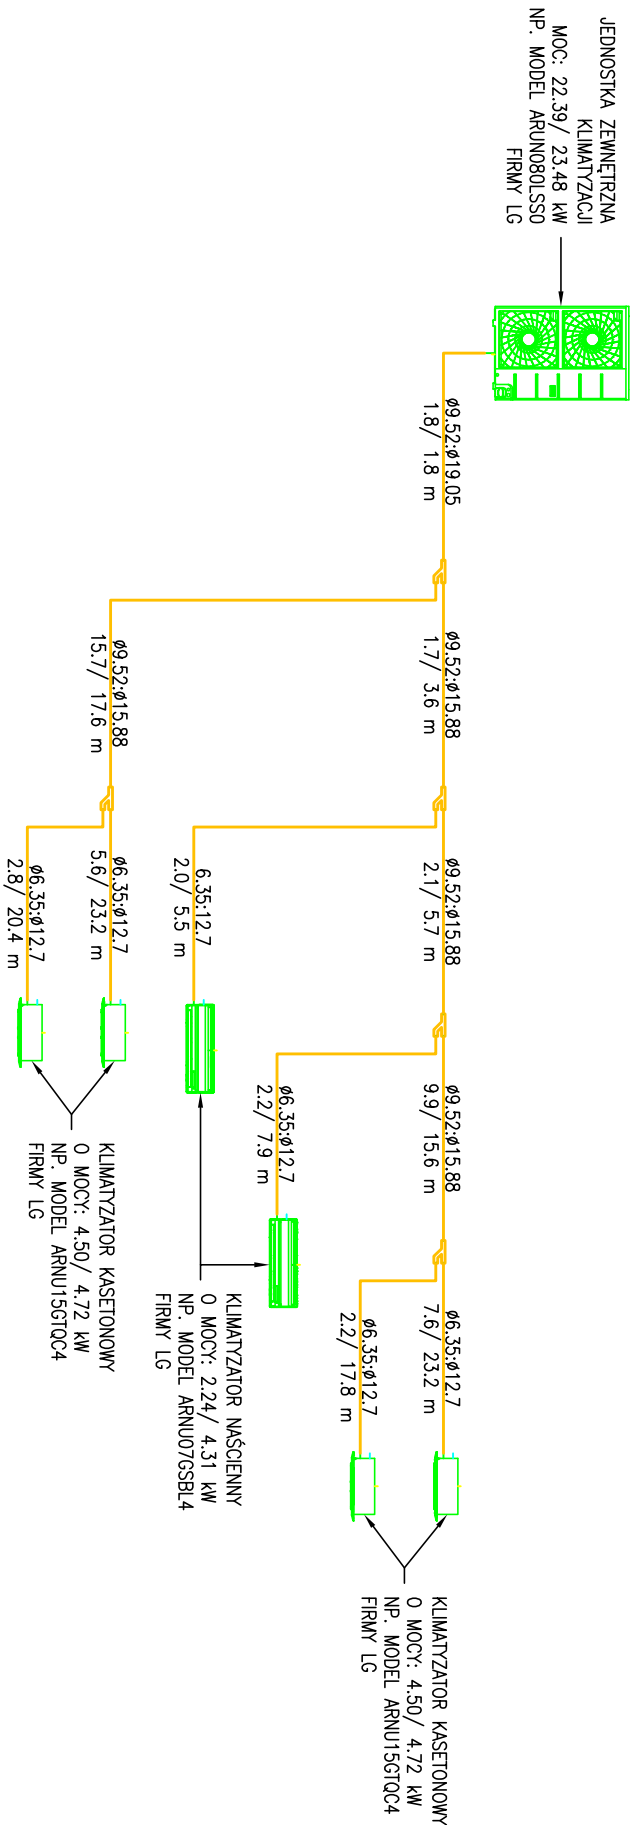 JEDNOSTKA ZEWNĘTRZNA
KLIMATYZACJI
MOC: 22.39/ 23.48 kW
NP. MODEL ARUN080LSS0
FIRMY LG
ø9.52:ø19.05
1.8/ 1.8 m
ø9.52:ø15.88
1.7/ 3.6 m
ø9.52:ø15.88
2.1/ 5.7 m
ø9.52:ø15.88
9.9/ 15.6 m
ø6.35:ø12.7
7.6/ 23.2 m
ø6.35:ø12.7
2.2/ 17.8 m
KLIMATYZATOR KASETONOWY
O MOCY: 4.50/ 4.72 kW
NP. MODEL ARNU15GTQC4
FIRMY LG
ø6.35:ø12.7
2.2/ 7.9 m
6.35:12.7
2.0/ 5.5 m
KLIMATYZATOR NAŚCIENNY
O MOCY: 2.24/ 4.31 kW
NP. MODEL ARNU07GSBL4
FIRMY LG
ø9.52:ø15.88
15.7/ 17.6 m
ø6.35:ø12.7
5.6/ 23.2 m
ø6.35:ø12.7
2.8/ 20.4 m
KLIMATYZATOR KASETONOWY
O MOCY: 4.50/ 4.72 kW
NP. MODEL ARNU15GTQC4
FIRMY LG